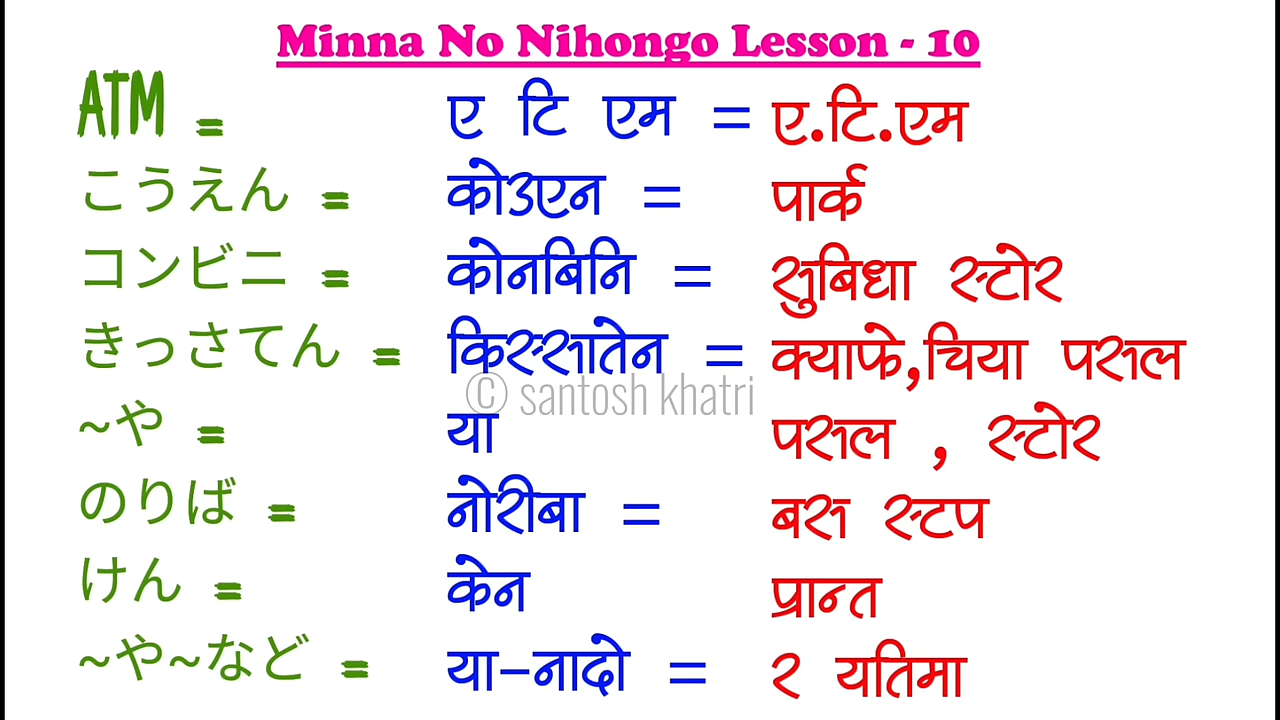 Minna No Nihongo Lesson - 10
ATM = ए टि एम = ए.टि.एम
こうえん = कोउएन = पार्क
コンビニ = कोनबिनि = सुबिधा स्टोर
きっさてん = किस्सातेन = क्याफे,चिया पसल
© santosh khatri
~や = या पसल , स्टोर
のりば = नोरीबा = बस स्टप
けん = केन प्रान्त
~や~など = या-नादो = र यतिमा